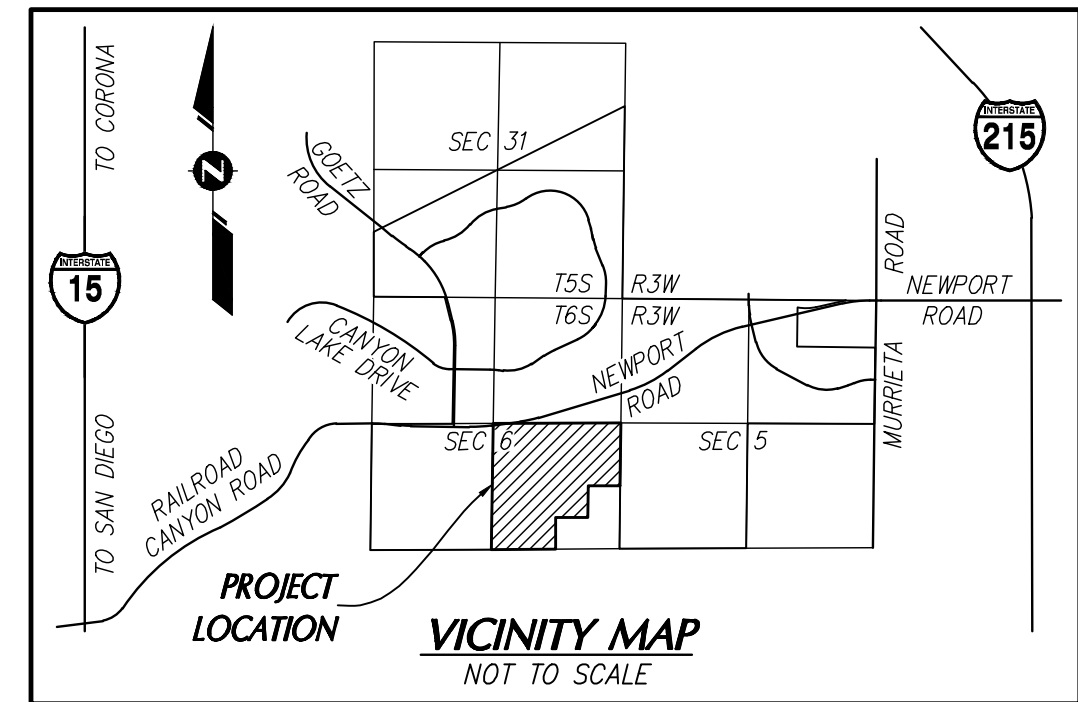 TO CORONA
N
GOETZ
ROAD
SEC 31
INTERSTATE
215
INTERSTATE
15
T5S R3W
T6S R3W
ROAD
NEWPORT
ROAD
CANYON
LAKE DRIVE
NEWPORT
ROAD
MURRIETA
SEC 6
SEC 5
TO SAN DIEGO
RAILROAD
CANYON ROAD
PROJECT
LOCATION
VICINITY MAP
NOT TO SCALE